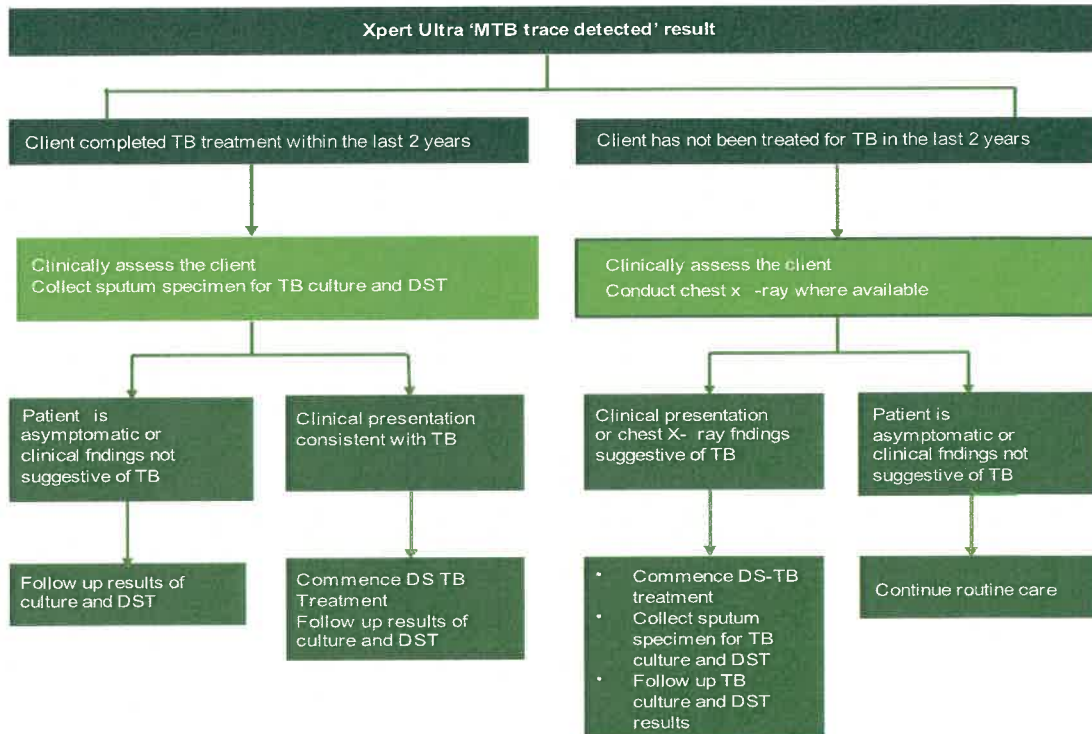 Xpert Ultra 'MTB trace detected' result
Client completed TB treatment within the last 2 years
Client has not been treated for TB in the last 2 years
Clinically assess the client
Collect sputum specimen for TB culture and DST
Clinically assess the client
Conduct chest x -ray where available
Patient is
asymptomatic or
clinical fndings not
suggestive of TB
Clinical presentation
consistent with TB
Clinical presentation
or chest X- ray fndings
suggestive of TB
Patient is
asymptomatic or
clinical fndings not
suggestive of TB
Follow up results of
culture and DST
Commence DS TB
Treatment
Follow up results of
culture and DST
• Commence DS-TB
treatment
• Collect sputum
specimen for TB
culture and DST
• Follow up TB
culture and DST
results
Continue routine care